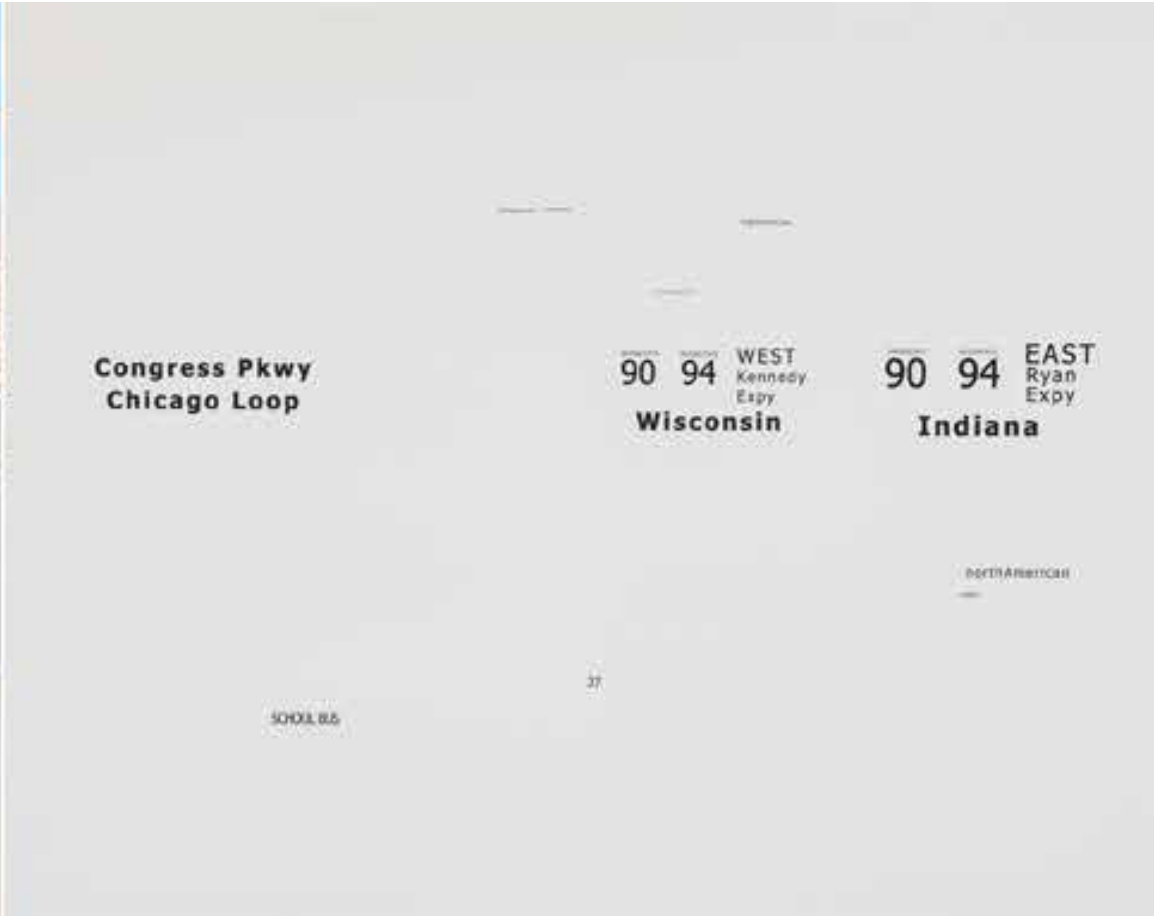 Congress Pkwy
Chicago Loop
90 94 WEST
Kennedy
Expy
Wisconsin
90 94 EAST
Ryan
Expy
Indiana
northAmerican
37
SCHOOL BUS